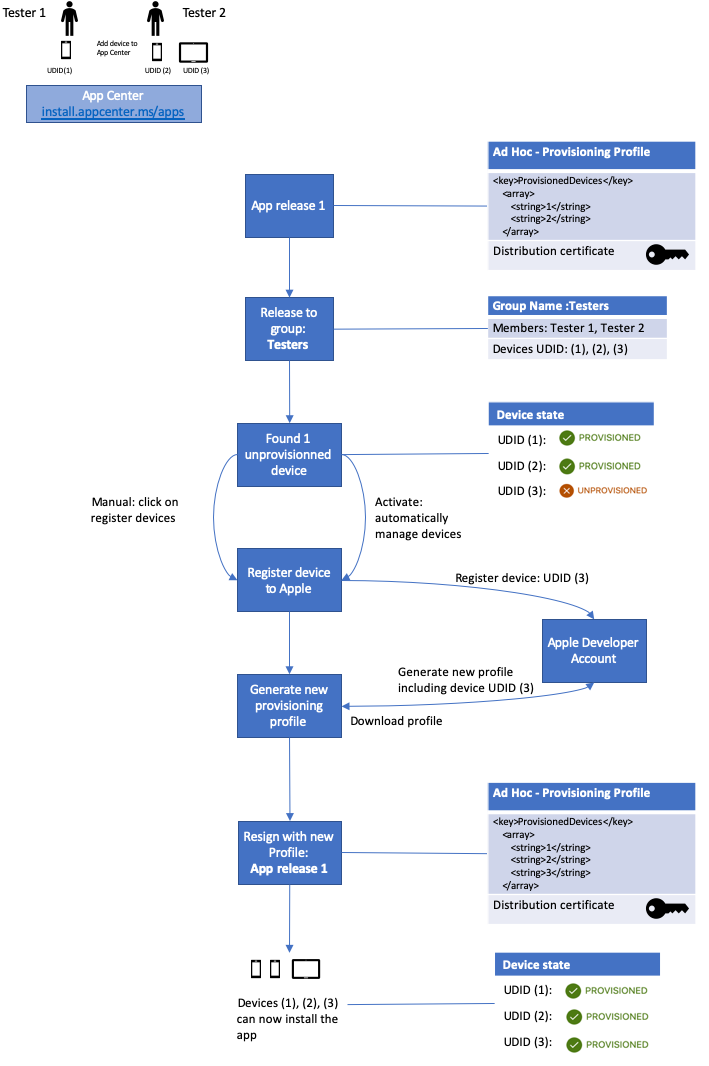 Tester 1
Tester 2
Add device to
App Center
UDID(1)
UDID (2)
UDID (3)
App Center
install.appcenter.ms/apps
App release 1
Ad Hoc - Provisioning Profile
<key>ProvisionedDevices</key>
<array>
<string>1</string>
<string>2</string>
</array>
Distribution certificate
Release to
group:
Testers
Group Name :Testers
Members: Tester 1, Tester 2
Devices UDID: (1), (2), (3)
Found 1
unprovisionned
device
Device state
UDID (1): PROVISIONED
UDID (2): PROVISIONED
UDID (3): UNPROVISIONED
Manual: click on
register devices
Activate:
automatically
manage devices
Register device
to Apple
Register device: UDID (3)
Apple Developer
Account
Generate new profile
including device UDID (3)
Generate new
provisioning
profile
Download profile
Ad Hoc - Provisioning Profile
<key>ProvisionedDevices</key>
<array>
<string>1</string>
<string>2</string>
<string>3</string>
</array>
Distribution certificate
Resign with new
Profile:
App release 1
Devices (1), (2), (3)
can now install the
app
Device state
UDID (1): PROVISIONED
UDID (2): PROVISIONED
UDID (3): PROVISIONED